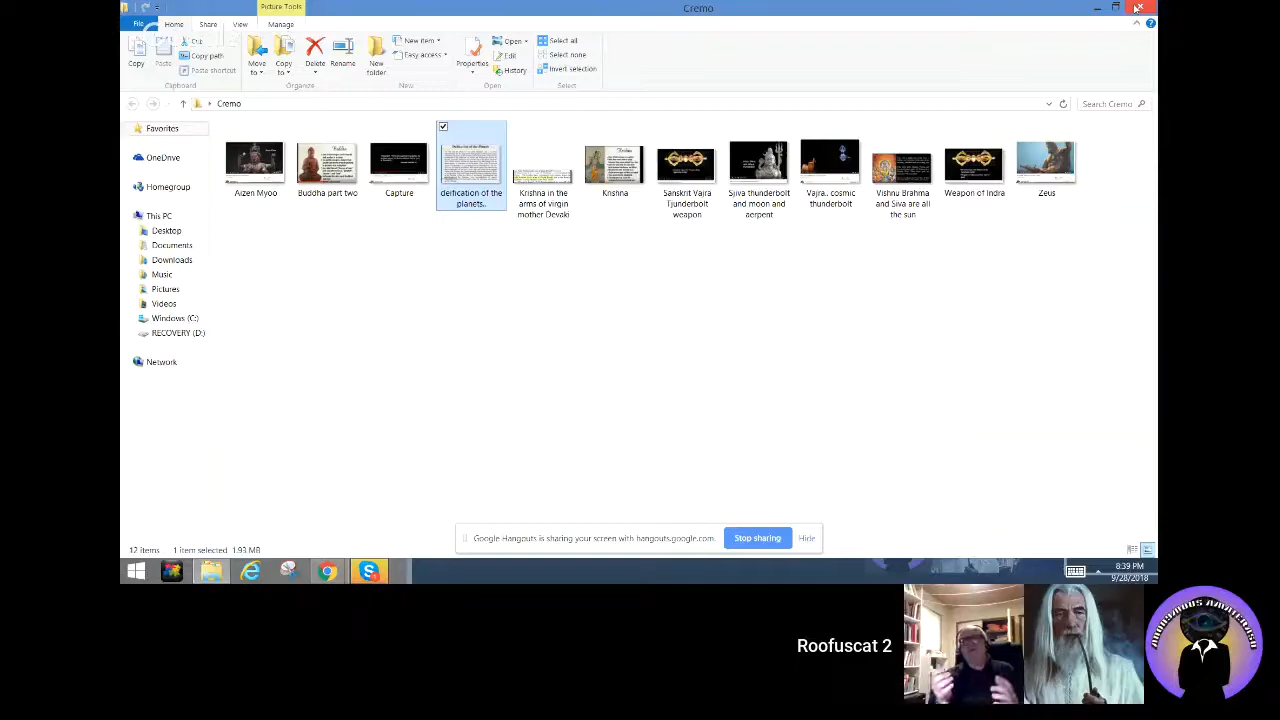 Picture Tools
Cremo
File Home Share View Manage
Copy
Paste
Cut
Copy path
Paste shortcut
Clipboard
Move to
Copy to
Delete
Rename
Organize
New folder
New item
Easy access
New
Properties
Open
Edit
History
Open
Select all
Select none
Invert selection
Select
Cremo
Search Cremo
Favorites
OneDrive
Homegroup
This PC
Desktop
Documents
Downloads
Music
Pictures
Videos
Windows (C:)
RECOVERY (D:)
Network
Aizen Myoo
Buddha part two
Capture
deification of the
planets..
Krishna in the
arms of virgin
mother Devaki
Krishna
Sanskrit Vajra
Tjunderbolt
weapon
Sjiva thunderbolt
and moon and
aerpent
Vajra.. cosmic
thunderbolt
Vishnu Brahma
and Siva are all
the sun
Weapon of Indra
Zeus
Google Hangouts is sharing your screen with hangouts.google.com.
Stop sharing
Hide
12 items 1 item selected 1.93 MB
8:39 PM
9/28/2018
Roofuscat 2